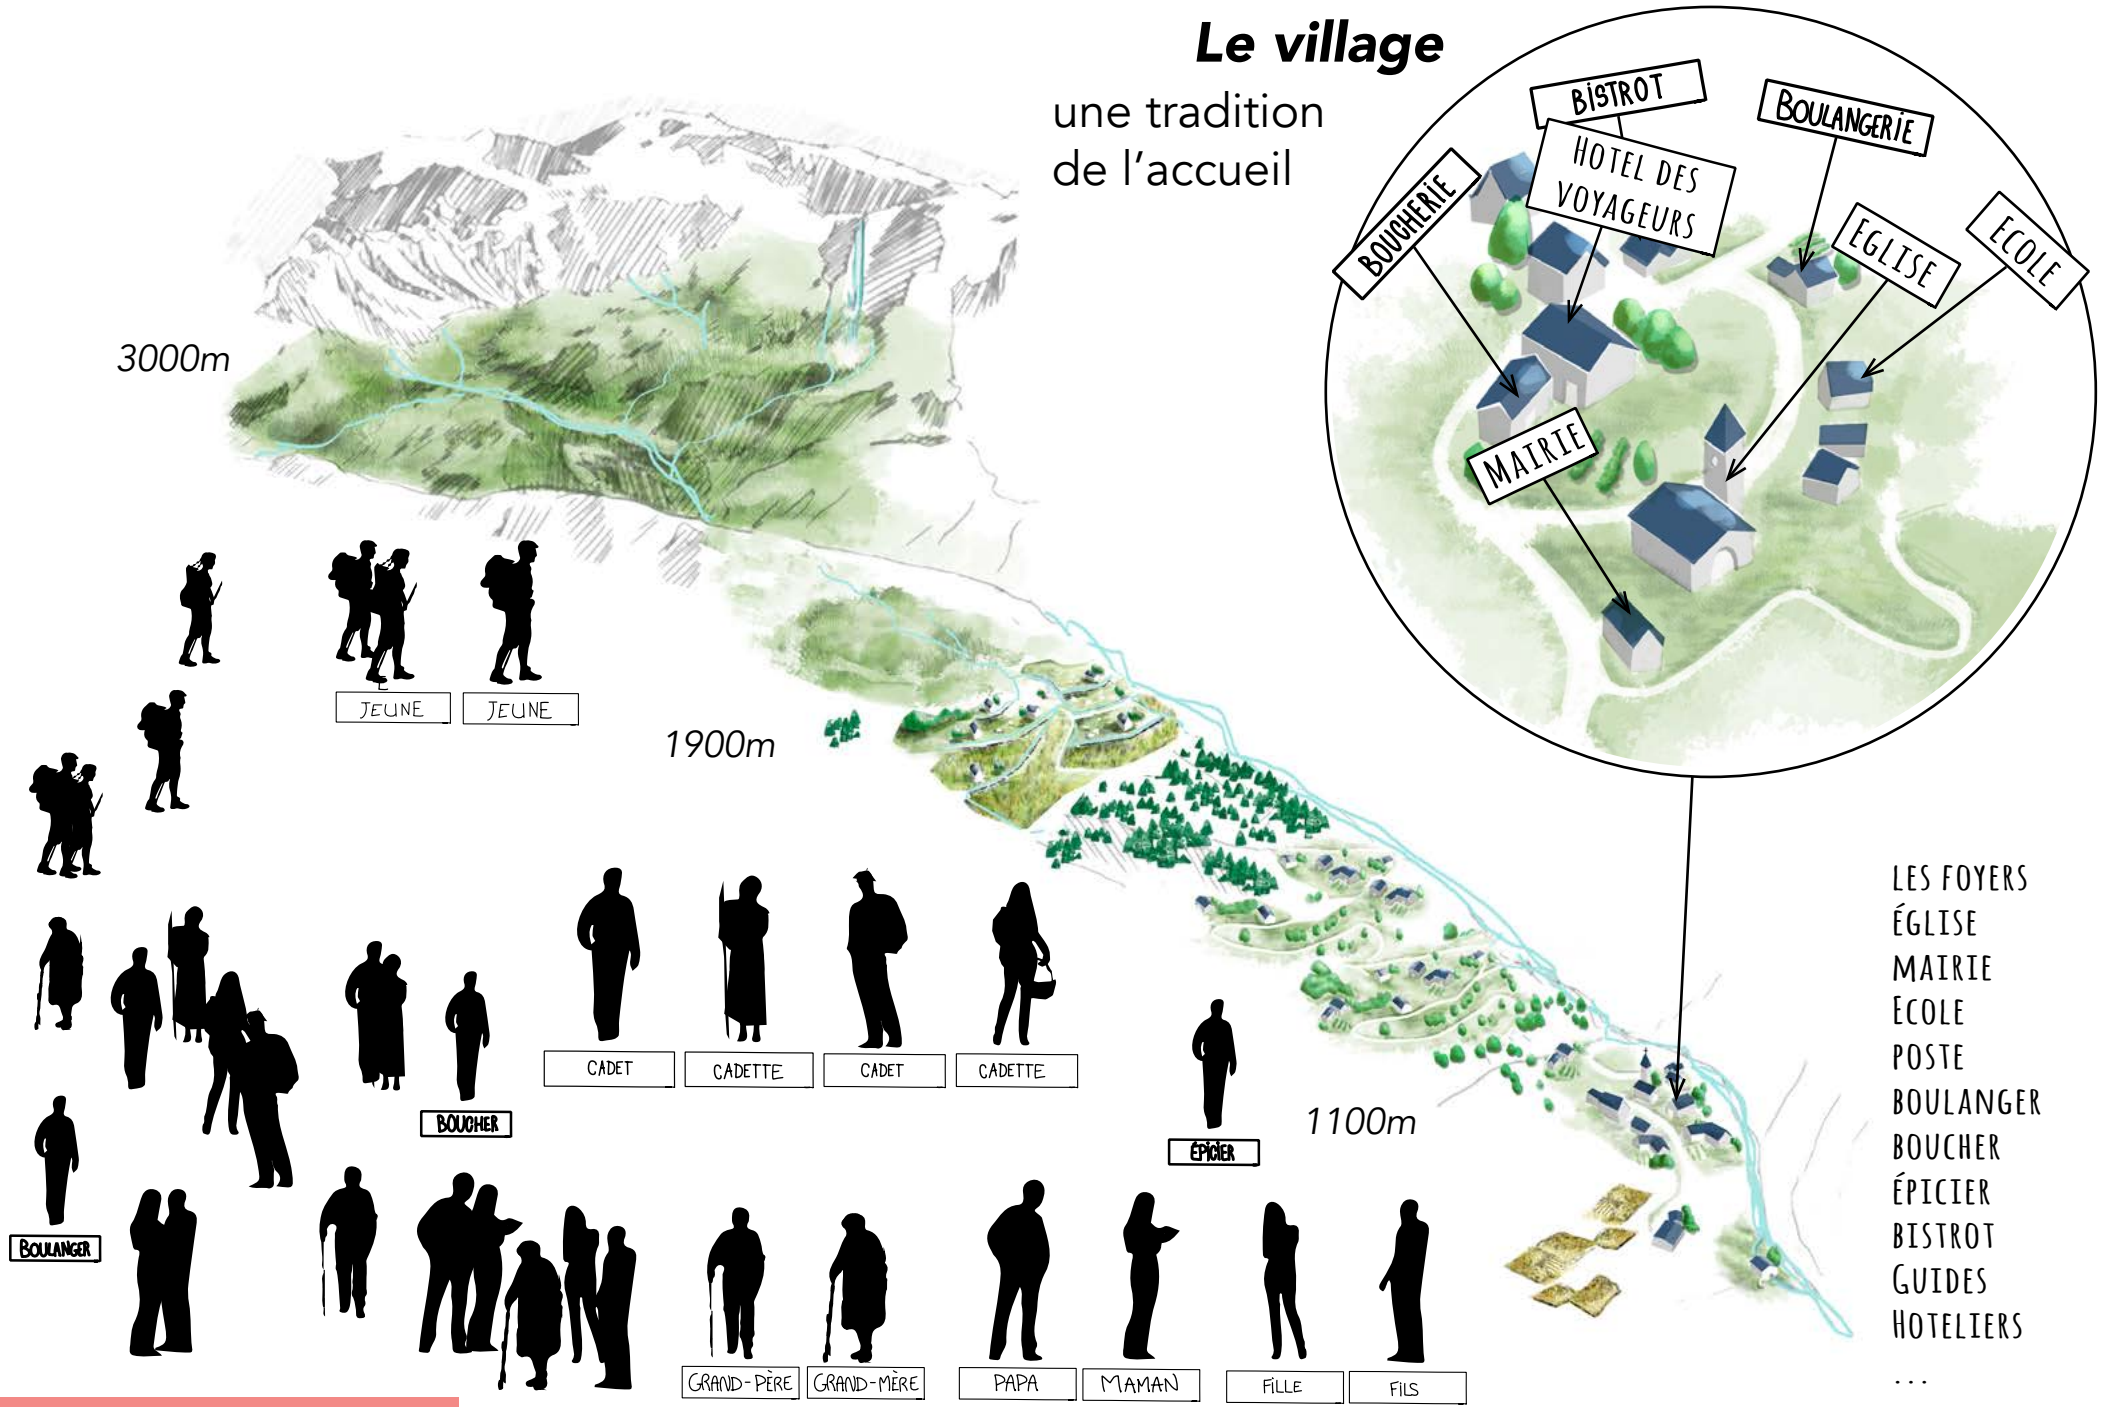 Le village
une tradition
de l'accueil
BiSTROT
HOTEL DES
VOYAGEURS
BOULANGERiE
BOUCHERiE
EGLISE
ECOLE
MAIRIE
3000m
JEUNE
JEUNE
1900m
CADET
CADETTE
CADET
CADETTE
BOUCHER
ÉPiCiER
1100m
BOULANGER
GRAND-PÈRE
GRAND-MÈRE
PAPA
MAMAN
FiLLE
FiLS
LES FOYERS
ÉGLISE
MAIRIE
ECOLE
POSTE
BOULANGER
BOUCHER
ÉPICIER
BISTROT
GUIDES
HOTELIERS
...